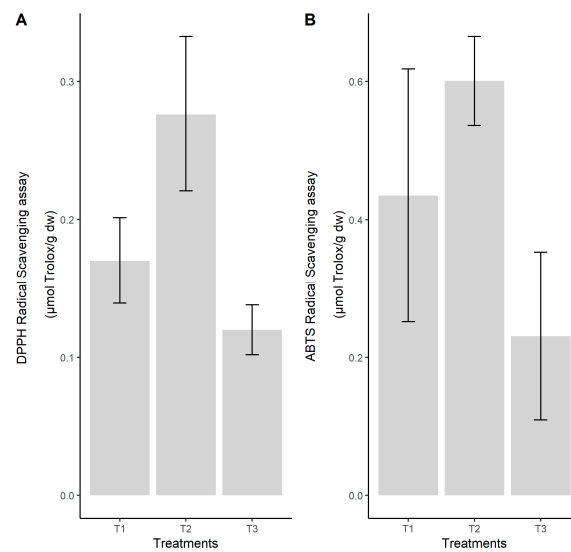 A
DPPH Radical Scavenging assay
(µmol Trolox/g dw)
0.3
0.2
0.1
0.0
T1 T2 T3
Treatments
B
ABTS Radical Scavenging assay
(µmol Trolox/g dw)
0.6
0.4
0.2
0.0
T1 T2 T3
Treatments